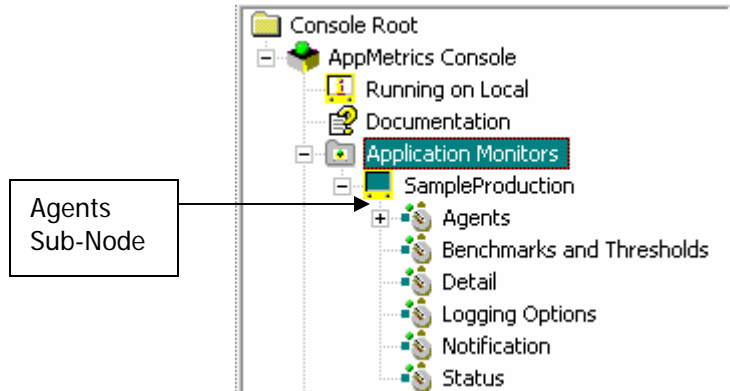 Console Root
AppMetrics Console
Running on Local
Documentation
Application Monitors
SampleProduction
Agents
Sub-Node
Agents
Benchmarks and Thresholds
Detail
Logging Options
Notification
Status